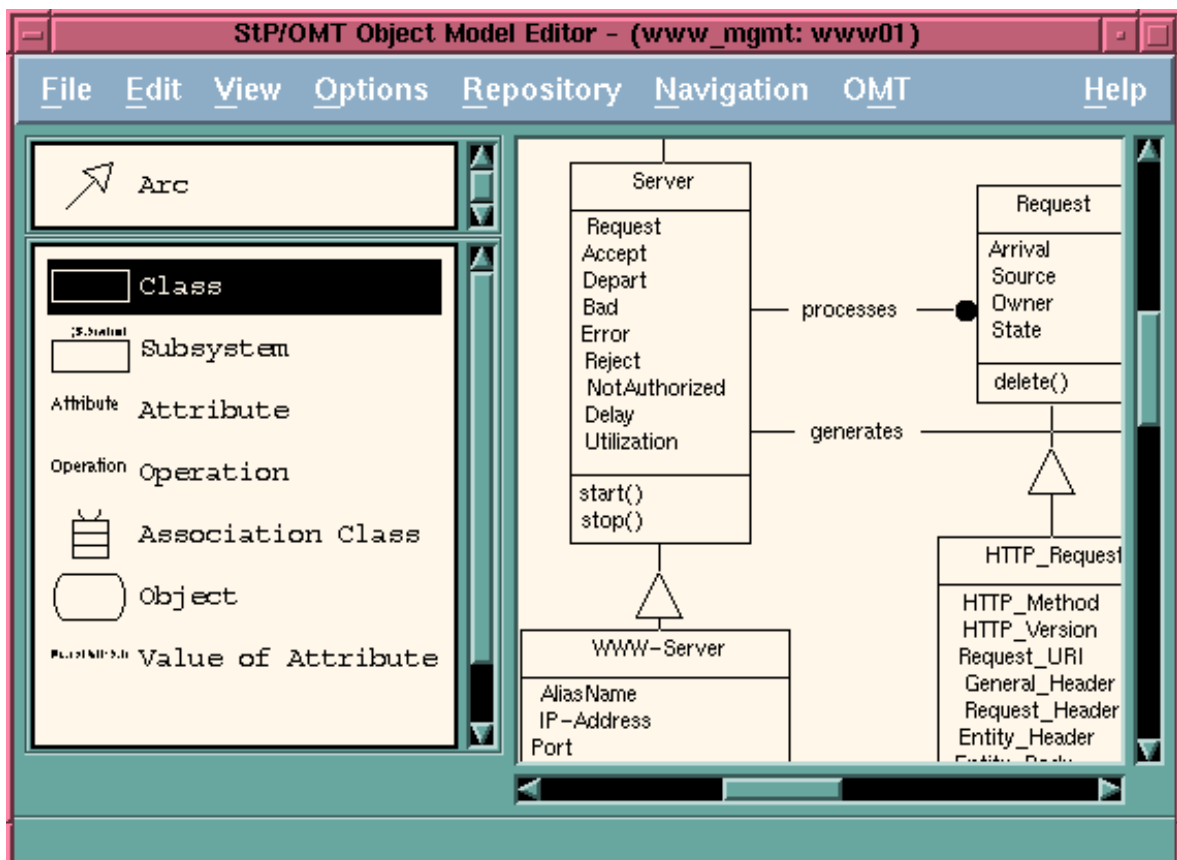 StP/OMT Object Model Editor - (www_mgmt: www01)
File Edit View Options Repository Navigation OMT Help
Arc
Class
Subsystem
Attribute Attribute
Operation Operation
Association Class
Object
Value of Attribute
Server
Request
Accept
Depart
Bad
Error
Reject
NotAuthorized
Delay
Utilization
start()
stop()
processes
generates
Request
Arrival
Source
Owner
State
delete()
WWW-Server
AliasName
IP-Address
Port
HTTP_Request
HTTP_Method
HTTP_Version
Request_URI
General_Header
Request_Header
Entity_Header